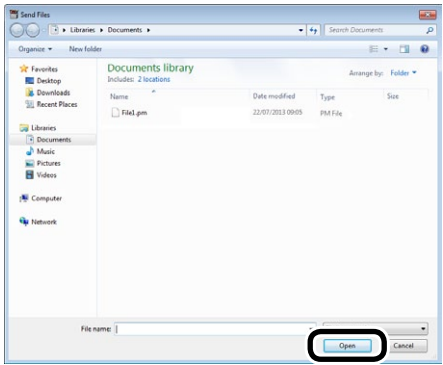 Send Files
Libraries ▸ Documents ▸
Search Documents
Organize ▾ New folder
Favorites
Desktop
Downloads
Recent Places
Libraries
Documents
Music
Pictures
Videos
Computer
Network
Documents library
Includes: 2 locations
Arrange by: Folder ▾
Name Date modified Type Size
File1.pm 22/07/2013 09:05 PM File
File name:
Open Cancel